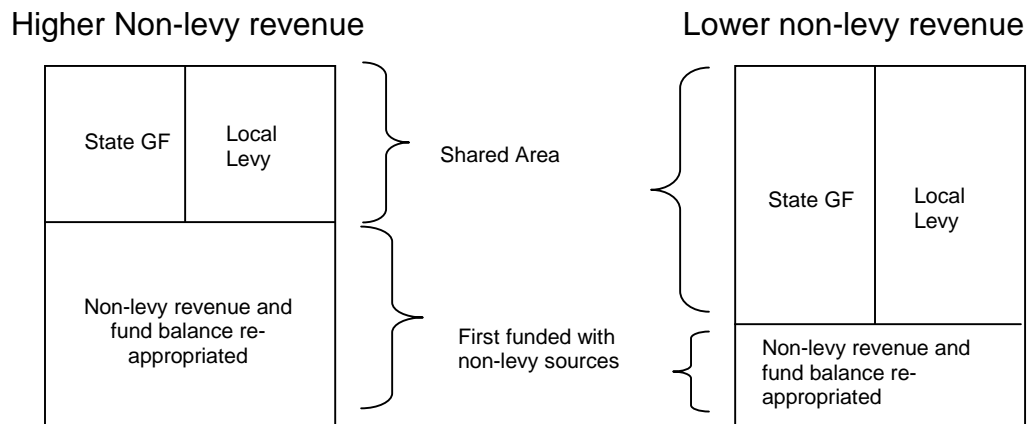 Higher Non-levy revenue
Lower non-levy revenue
State GF
Local
Levy
Shared Area
State GF
Local
Levy
Non-levy revenue and
fund balance re-
appropriated
First funded with
non-levy sources
Non-levy revenue and
fund balance re-
appropriated